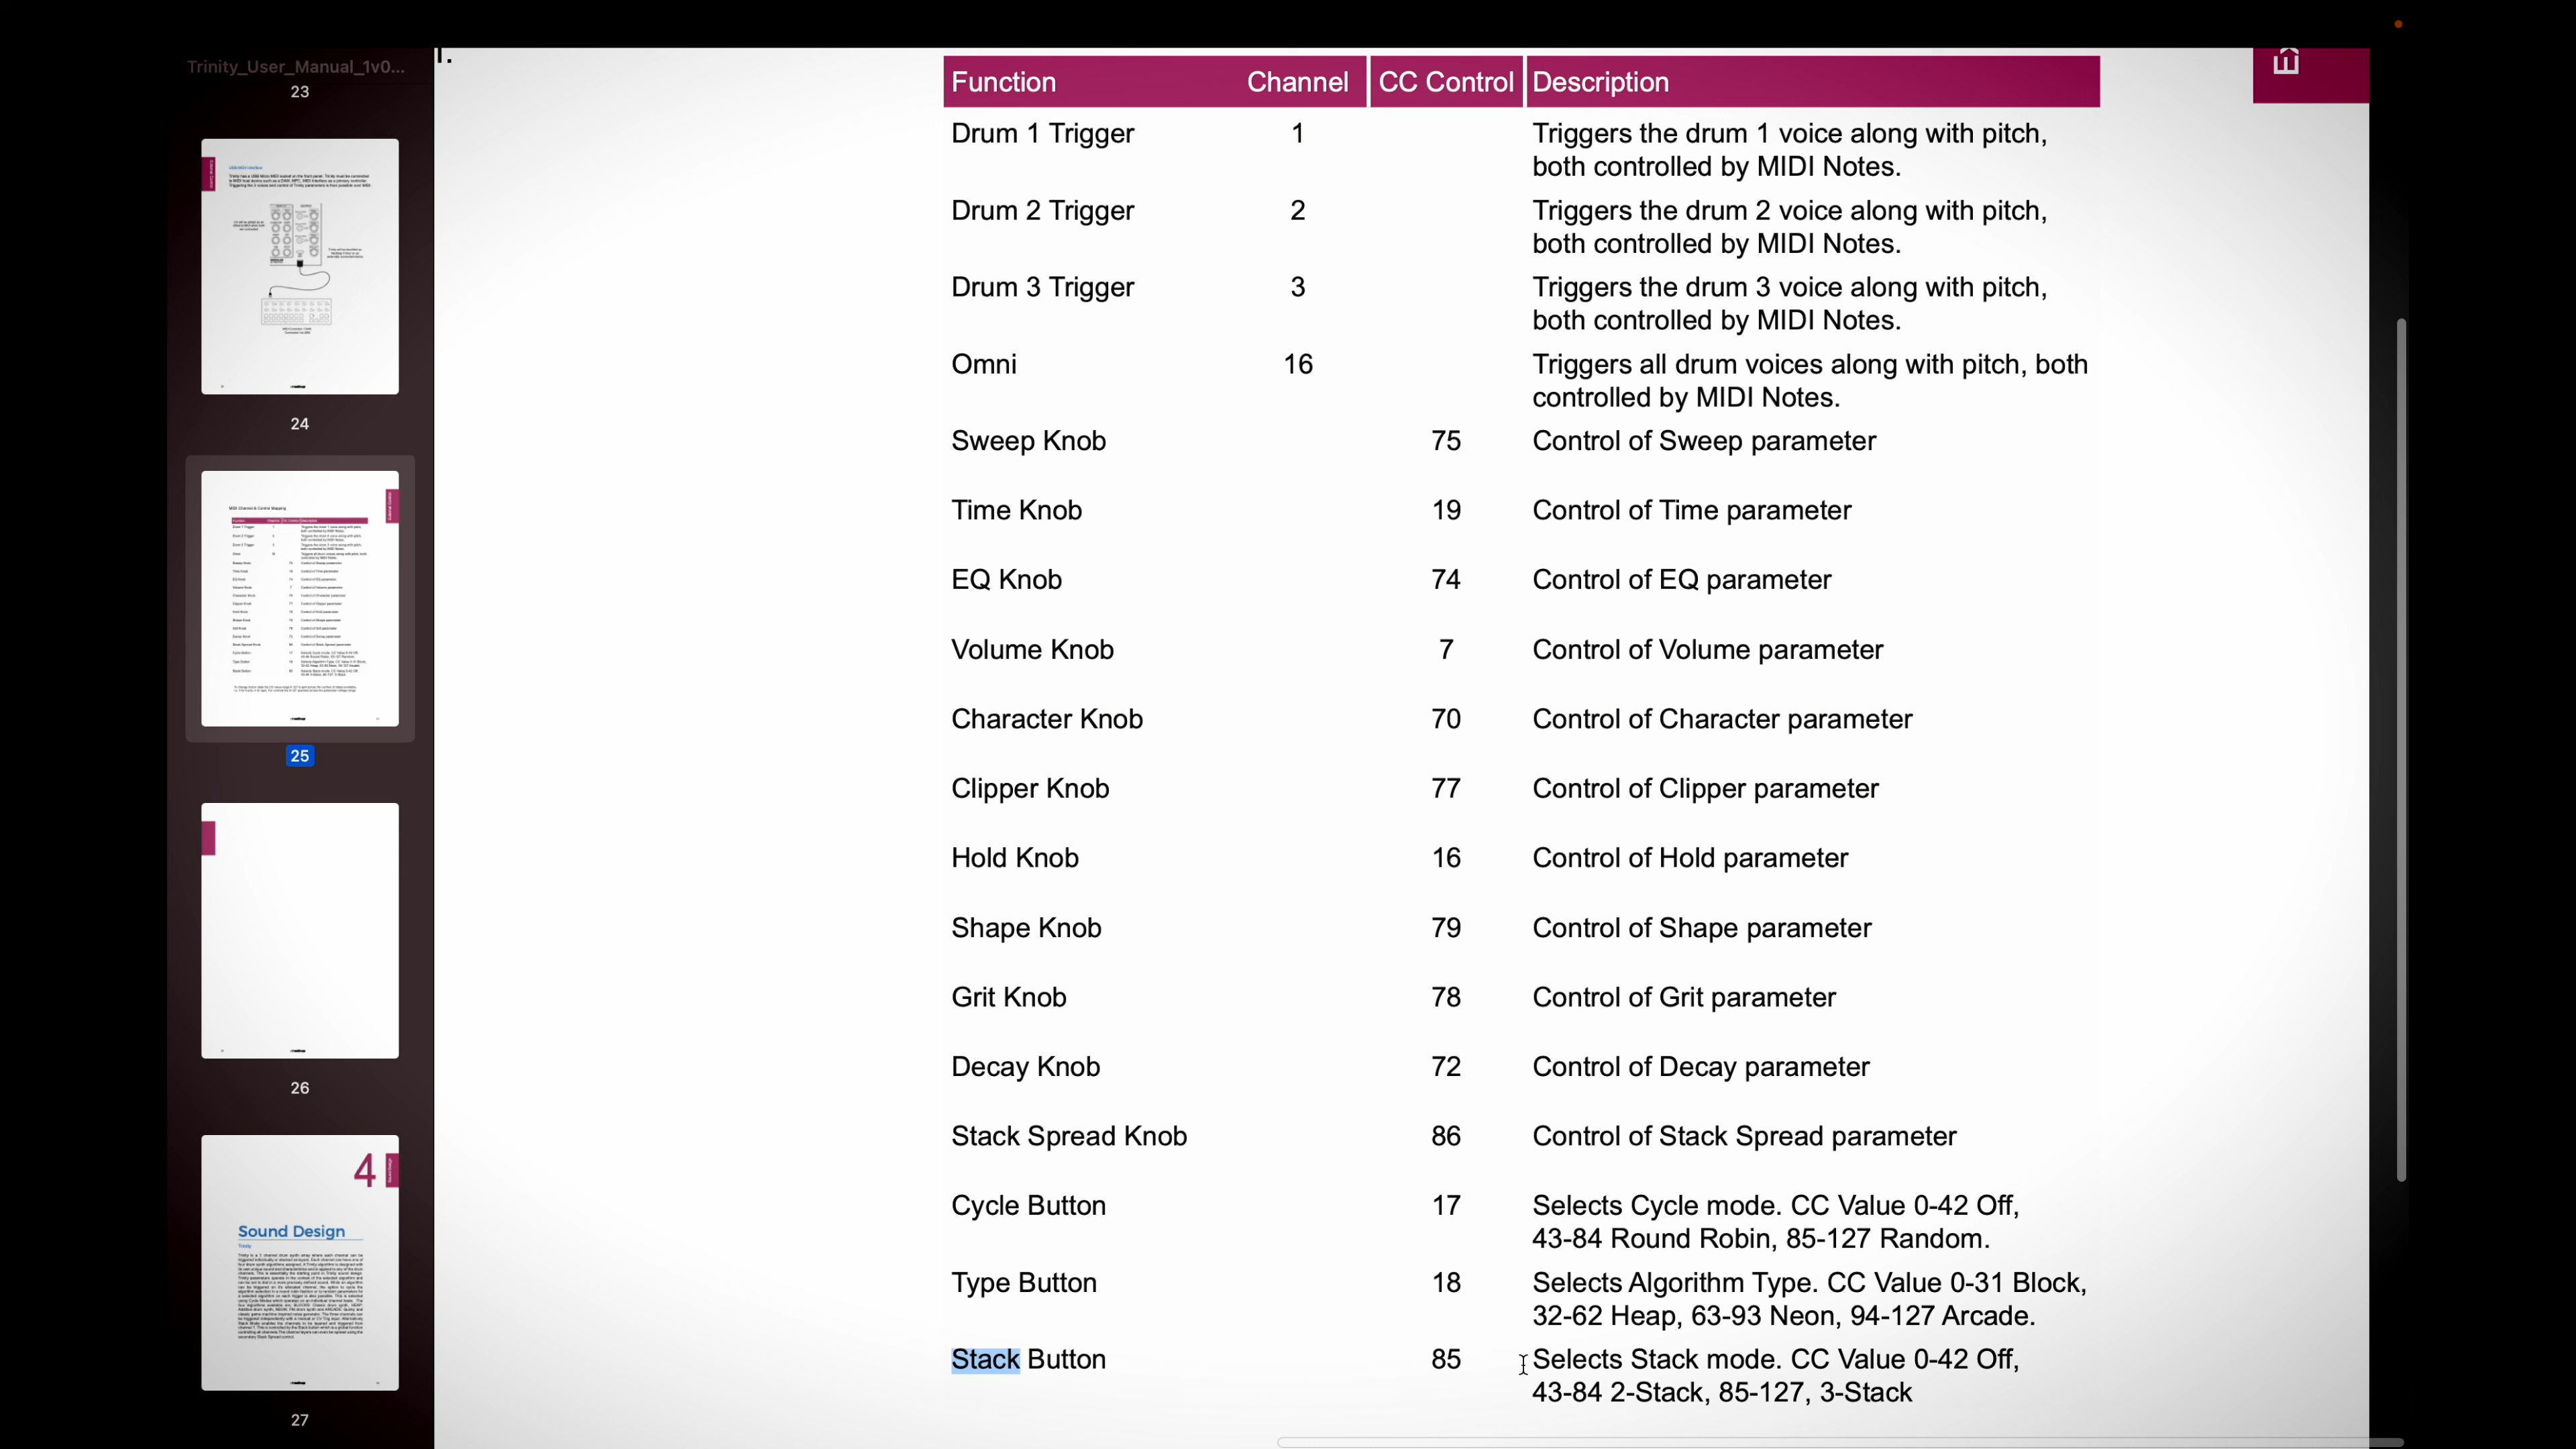 Trinity_User_Manual_1v0...
23
24
25
26
4
Sound Design
Trinity
27
Function Channel CC Control Description
Drum 1 Trigger 1 Triggers the drum 1 voice along with pitch,
both controlled by MIDI Notes.
Drum 2 Trigger 2 Triggers the drum 2 voice along with pitch,
both controlled by MIDI Notes.
Drum 3 Trigger 3 Triggers the drum 3 voice along with pitch,
both controlled by MIDI Notes.
Omni 16 Triggers all drum voices along with pitch, both
controlled by MIDI Notes.
Sweep Knob 75 Control of Sweep parameter
Time Knob 19 Control of Time parameter
EQ Knob 74 Control of EQ parameter
Volume Knob 7 Control of Volume parameter
Character Knob 70 Control of Character parameter
Clipper Knob 77 Control of Clipper parameter
Hold Knob 16 Control of Hold parameter
Shape Knob 79 Control of Shape parameter
Grit Knob 78 Control of Grit parameter
Decay Knob 72 Control of Decay parameter
Stack Spread Knob 86 Control of Stack Spread parameter
Cycle Button 17 Selects Cycle mode. CC Value 0-42 Off,
43-84 Round Robin, 85-127 Random.
Type Button 18 Selects Algorithm Type. CC Value 0-31 Block,
32-62 Heap, 63-93 Neon, 94-127 Arcade.
Stack Button 85 Selects Stack mode. CC Value 0-42 Off,
43-84 2-Stack, 85-127, 3-Stack